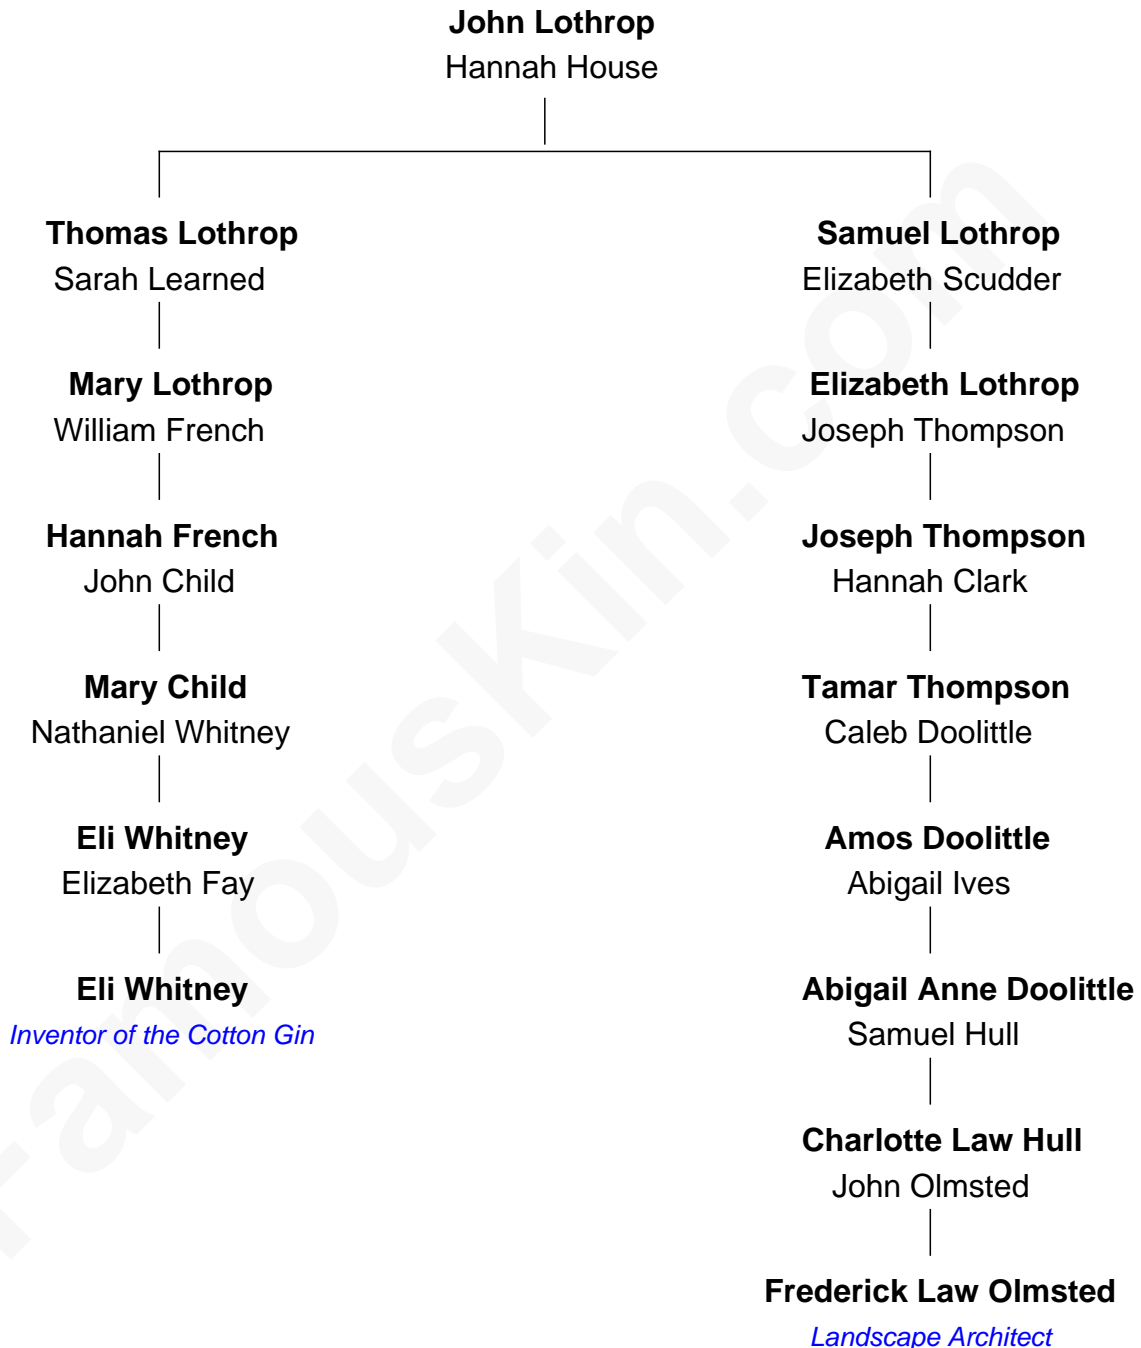 John Lothrop
Hannah House
Thomas Lothrop
Sarah Learned
Mary Lothrop
William French
Hannah French
John Child
Mary Child
Nathaniel Whitney
Eli Whitney
Elizabeth Fay
Eli Whitney
Inventor of the Cotton Gin
Samuel Lothrop
Elizabeth Scudder
Elizabeth Lothrop
Joseph Thompson
Joseph Thompson
Hannah Clark
Tamar Thompson
Caleb Doolittle
Amos Doolittle
Abigail Ives
Abigail Anne Doolittle
Samuel Hull
Charlotte Law Hull
John Olmsted
Frederick Law Olmsted
Landscape Architect
FamousKin.com